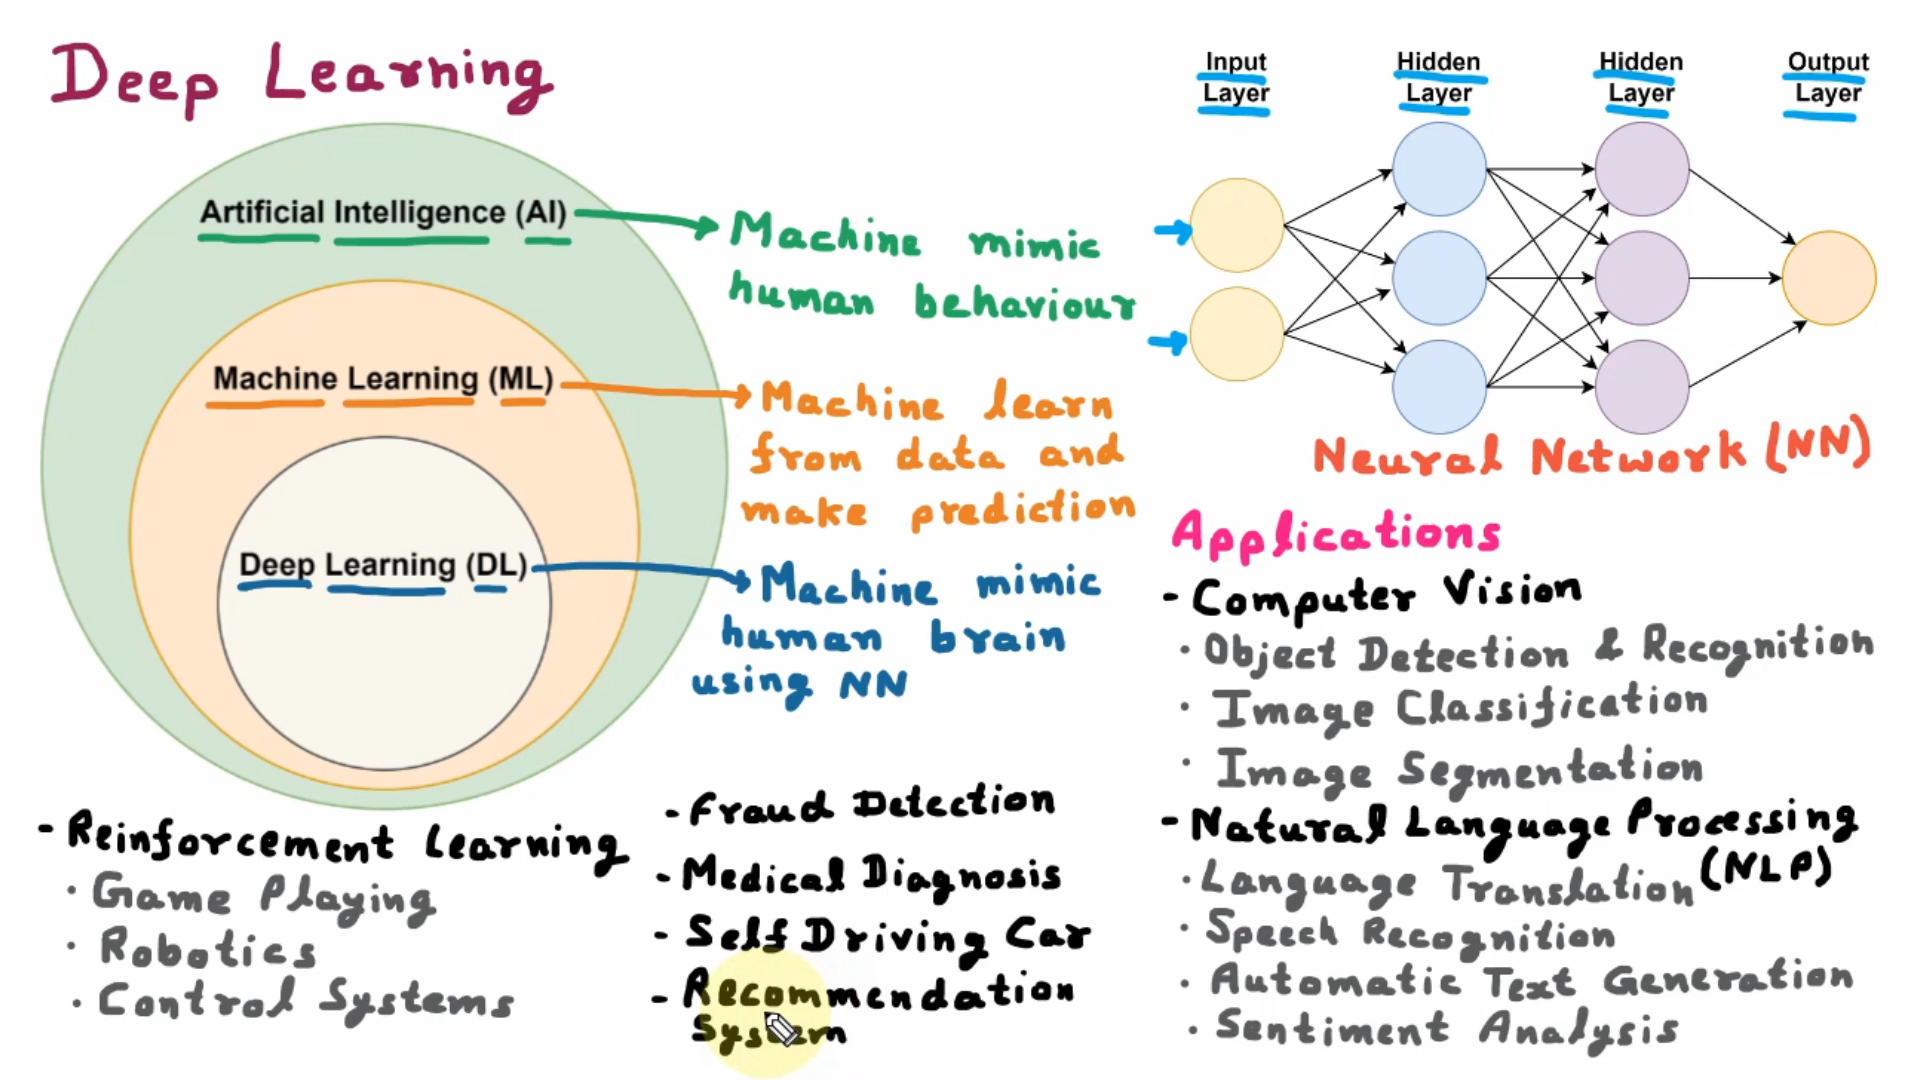 Deep Learning
Artificial Intelligence (AI)
Machine mimic
human behaviour
Machine Learning (ML)
Machine learn
from data and
make prediction
Deep Learning (DL)
Machine mimic
human brain
using NN
Input
Layer
Hidden
Layer
Hidden
Layer
Output
Layer
Neural Network (NN)
Applications
- Computer Vision
· Object Detection & Recognition
· Image Classification
· Image Segmentation
- Natural Language Processing
(NLP)
· Language Translation
· Speech Recognition
· Automatic Text Generation
· Sentiment Analysis
- Reinforcement Learning
· Game Playing
· Robotics
· Control Systems
- Fraud Detection
- Medical Diagnosis
- Self Driving Car
- Recommendation
System